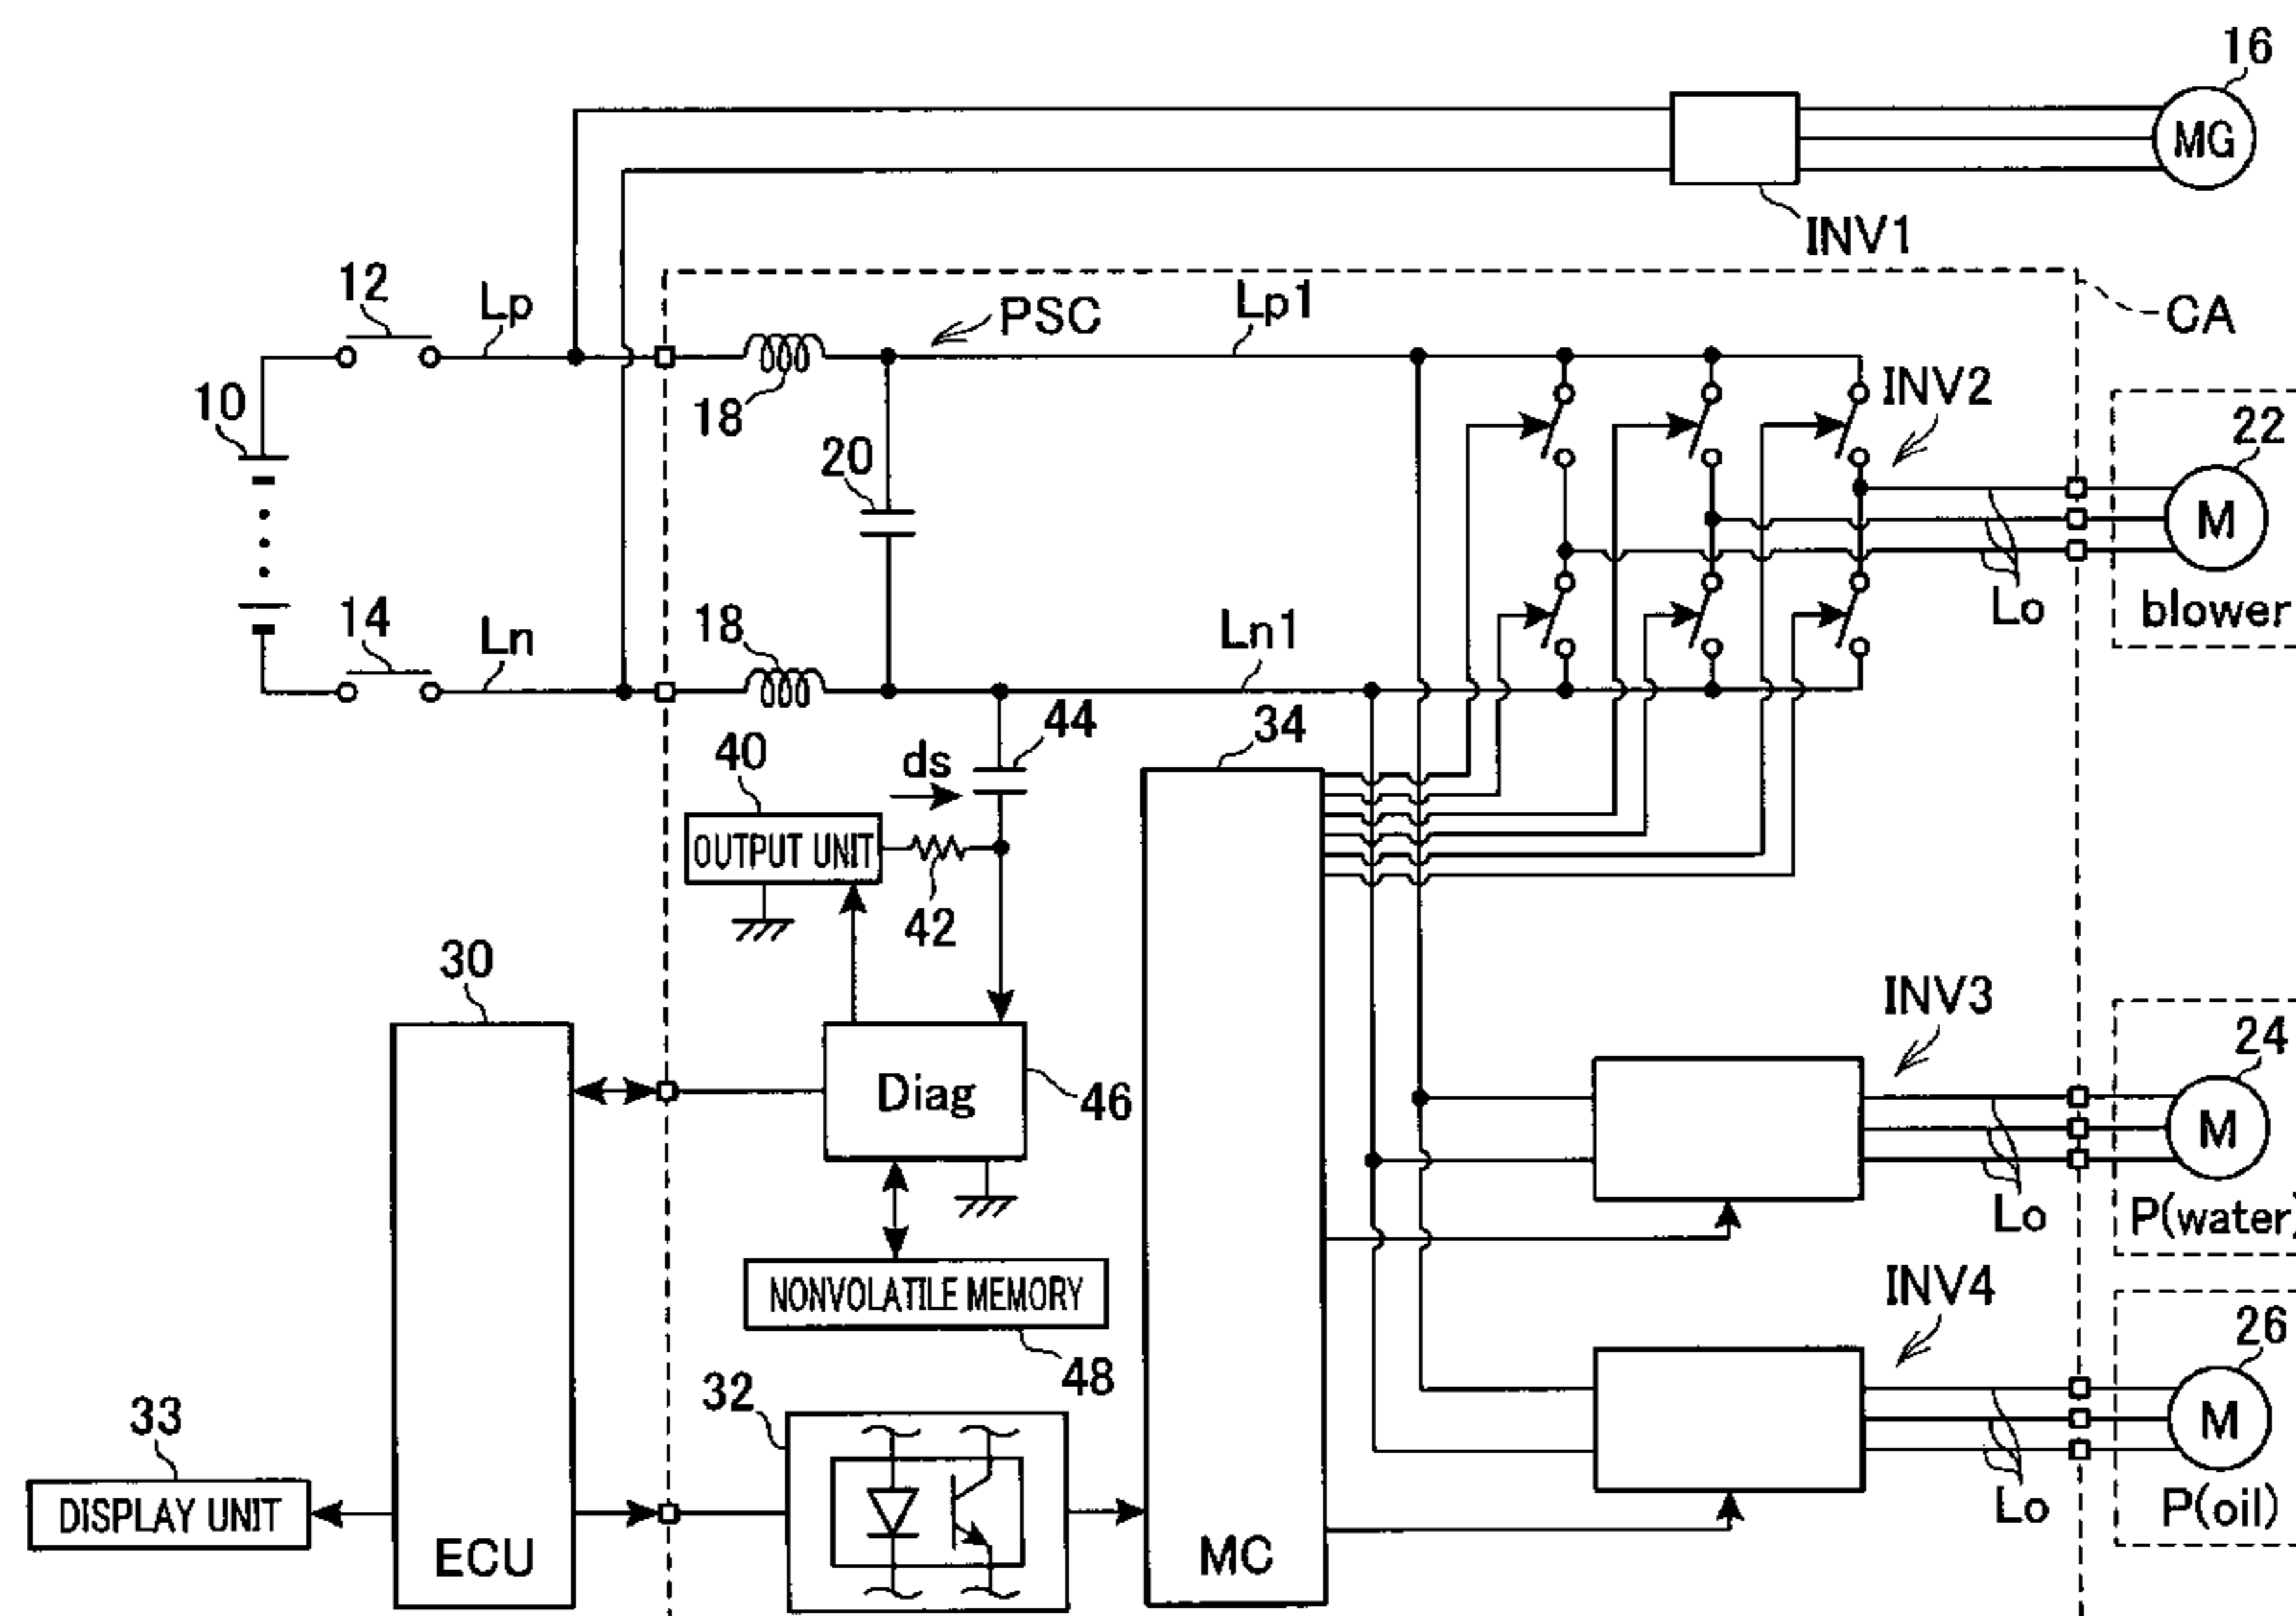 16
MG
INV1
12
Lp
PSC
Lp1
CA
10
18
20
INV2
22
M
blower
Lo
14
Ln
18
Ln1
44
34
40
ds
OUTPUT UNIT
42
30
INV3
24
M
P(water)
Lo
Diag
46
NONVOLATILE MEMORY
48
INV4
26
M
P(oil)
Lo
33
32
DISPLAY UNIT
ECU
MC